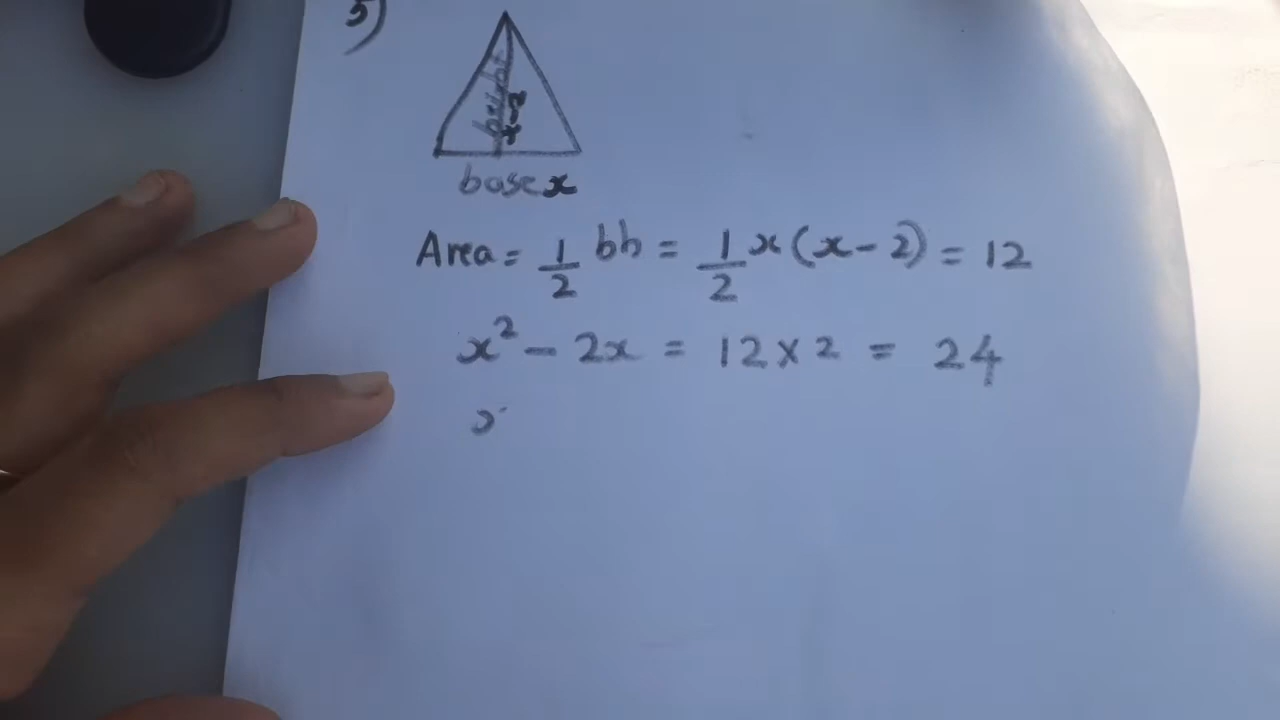 5)
height
x-2
base x
Area = 1/2 bh = 1/2 x(x-2) = 12
x² - 2x = 12 x 2 = 24